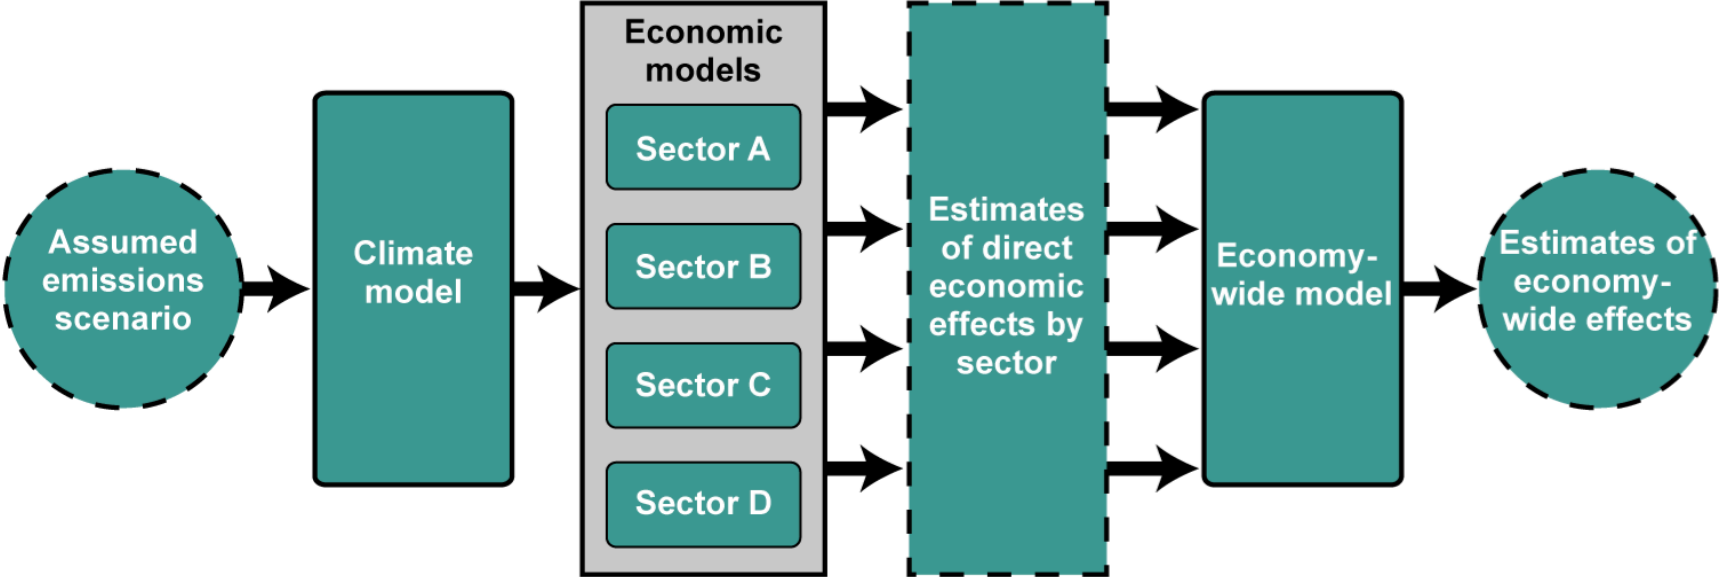 Assumed
emissions
scenario
Climate
model
Economic
models
Sector A
Sector B
Sector C
Sector D
Estimates
of direct
economic
effects by
sector
Economy-
wide model
Estimates of
economy-
wide effects